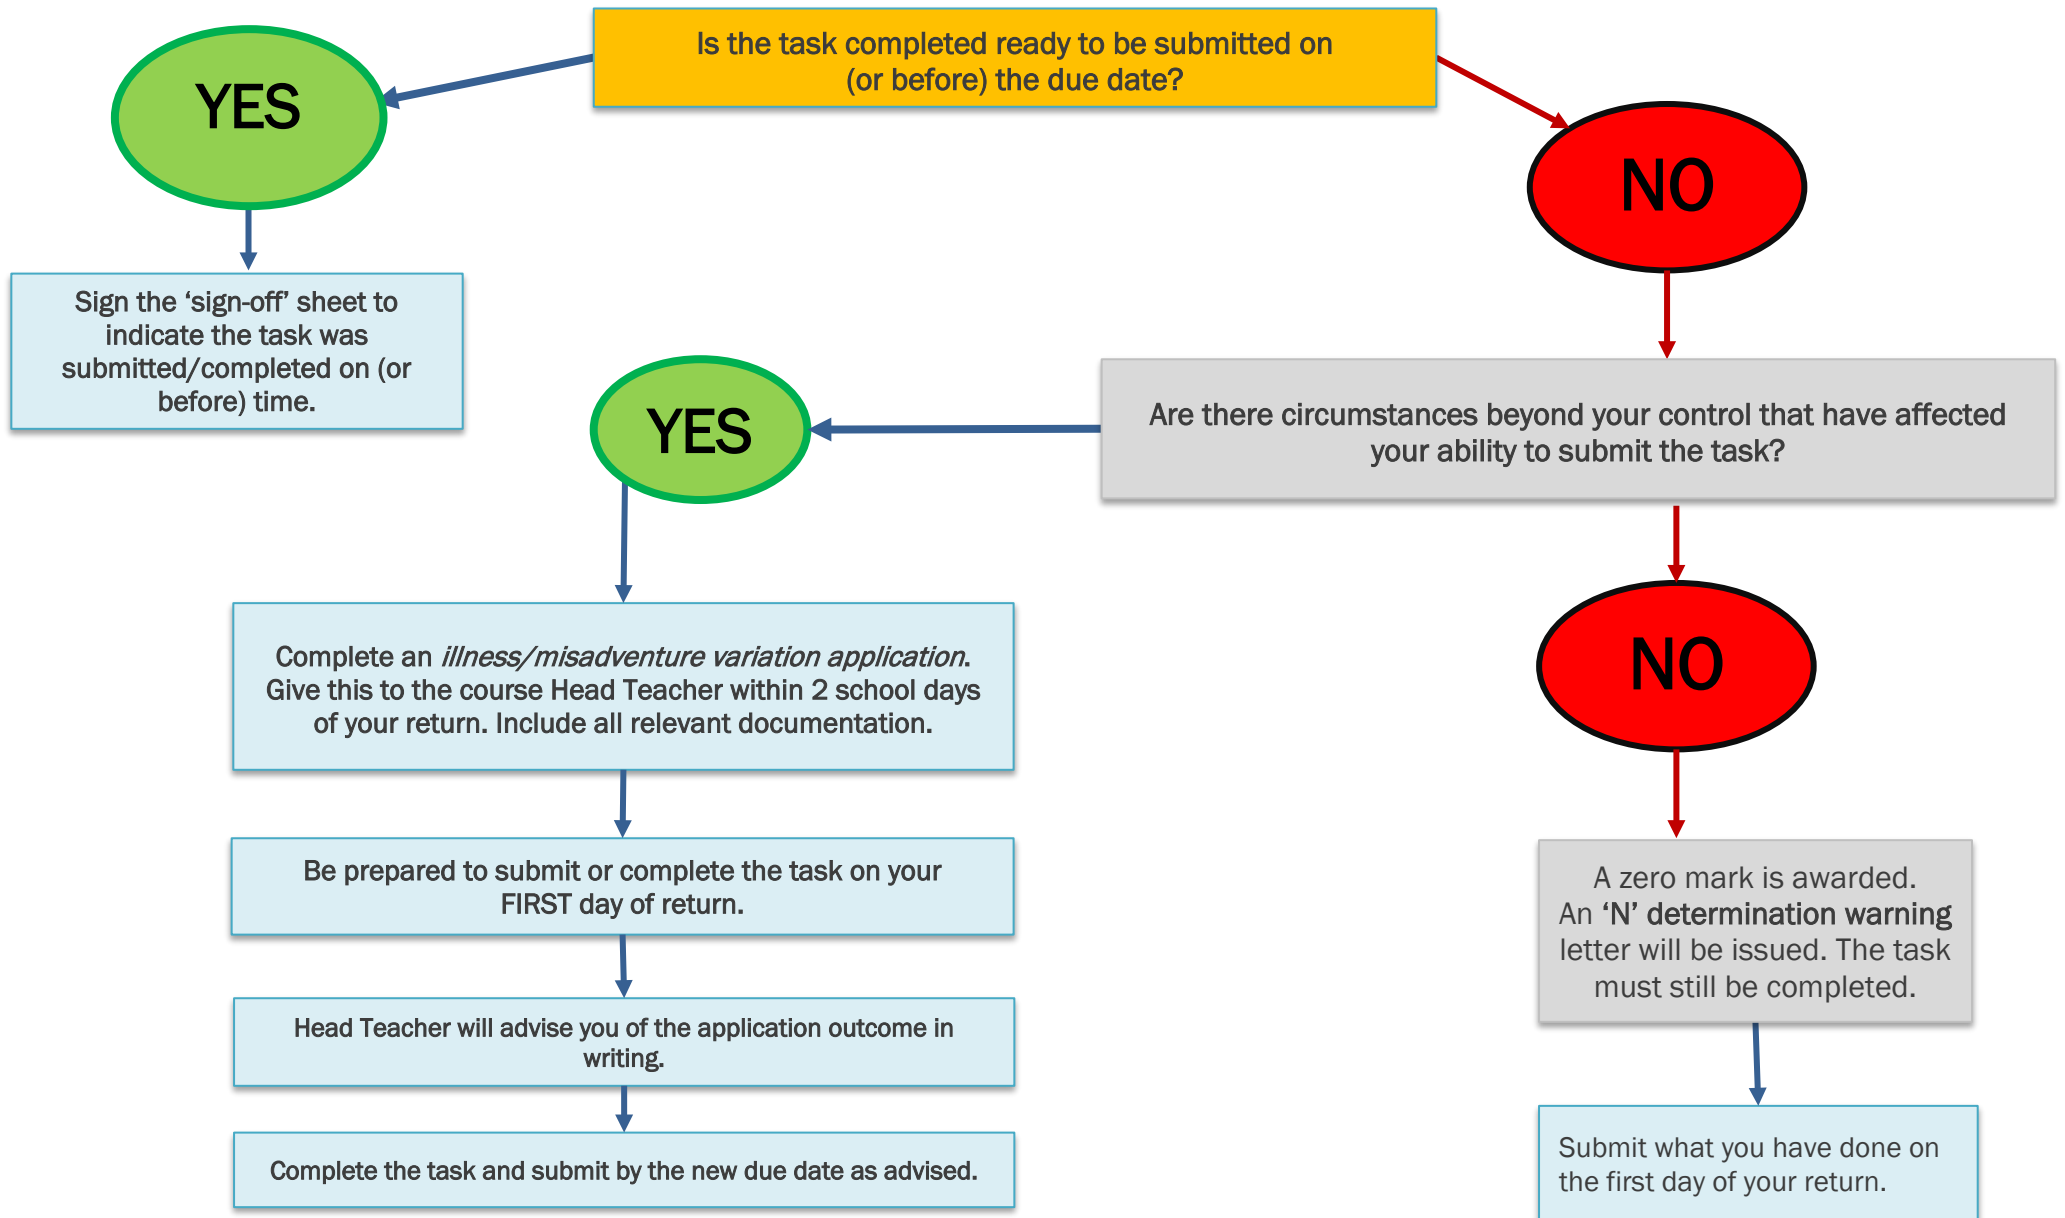 Is the task completed ready to be submitted on
(or before) the due date?
YES
NO
Sign the ‘sign-off’ sheet to
indicate the task was
submitted/completed on (or
before) time.
YES
Are there circumstances beyond your control that have affected
your ability to submit the task?
Complete an illness/misadventure variation application.
Give this to the course Head Teacher within 2 school days
of your return. Include all relevant documentation.
NO
Be prepared to submit or complete the task on your
FIRST day of return.
A zero mark is awarded.
An ‘N’ determination warning
letter will be issued. The task
must still be completed.
Head Teacher will advise you of the application outcome in
writing.
Complete the task and submit by the new due date as advised.
Submit what you have done on
the first day of your return.